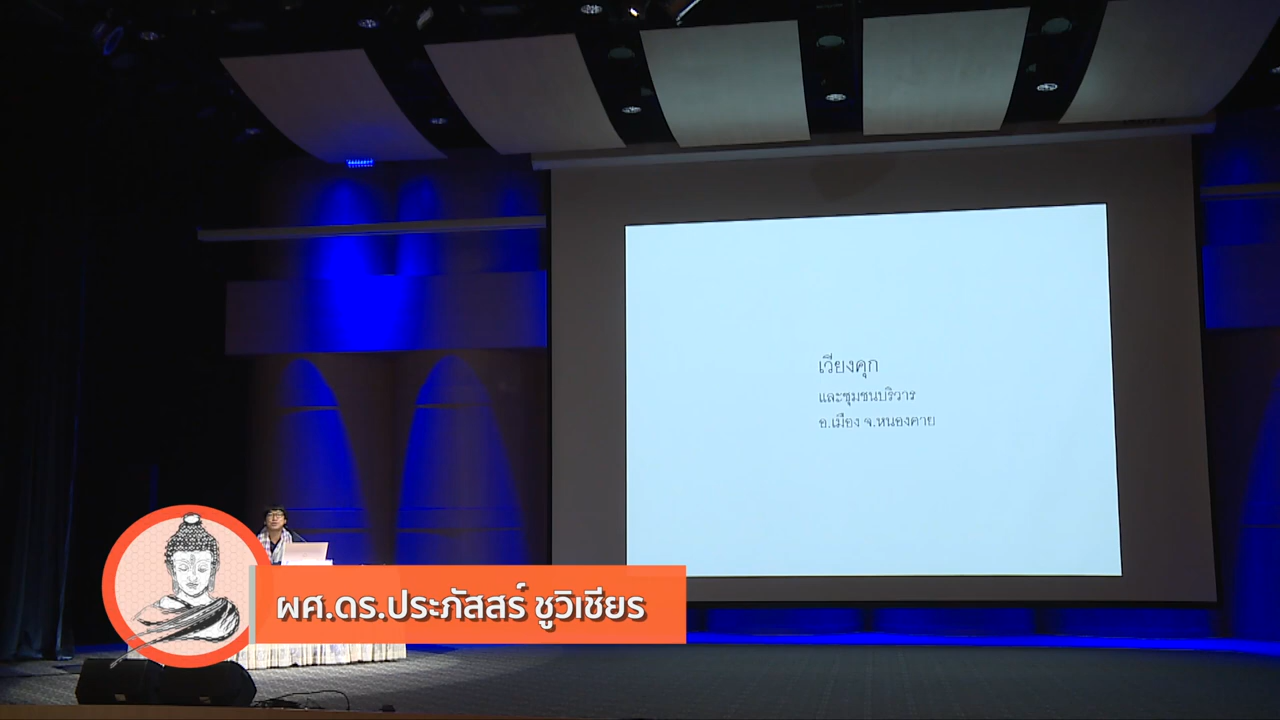 เวียงคุก
และชุมชนบริวาร
อ.เมือง จ.หนองคาย
ผศ.ดร.ประภัสสร์ ชูวิเชียร